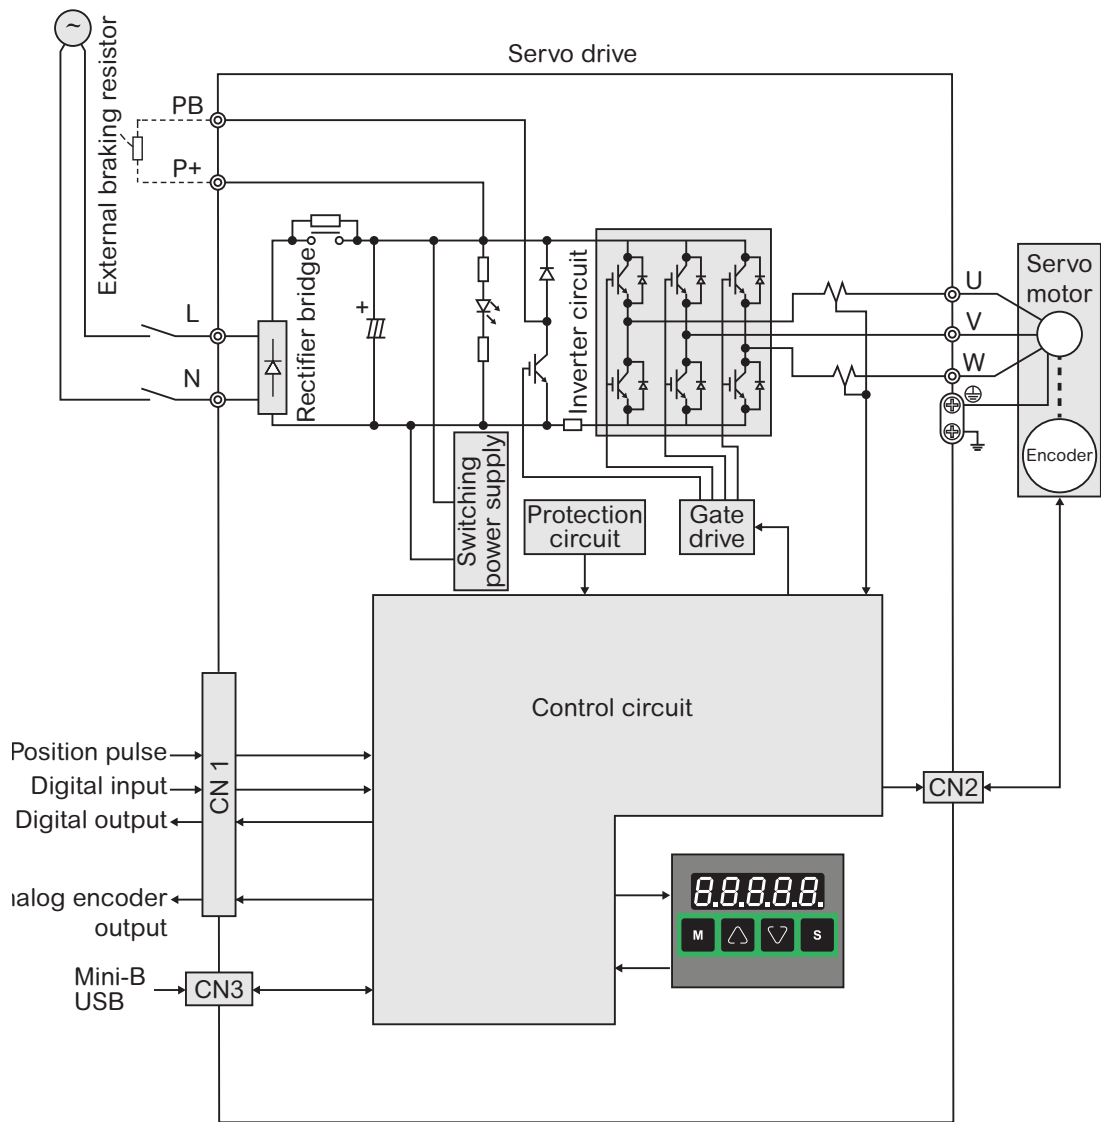 ~
Servo drive
External braking resistor
PB
P+
L
N
Rectifier bridge
+
Inverter circuit
U
V
W
Servo
motor
Encoder
Switching
power supply
Protection
circuit
Gate
drive
Control circuit
Position pulse
Digital input
Digital output
nalog encoder
output
CN 1
CN2
Mini-B
USB
CN3
8.8.8.8.8.
M
S